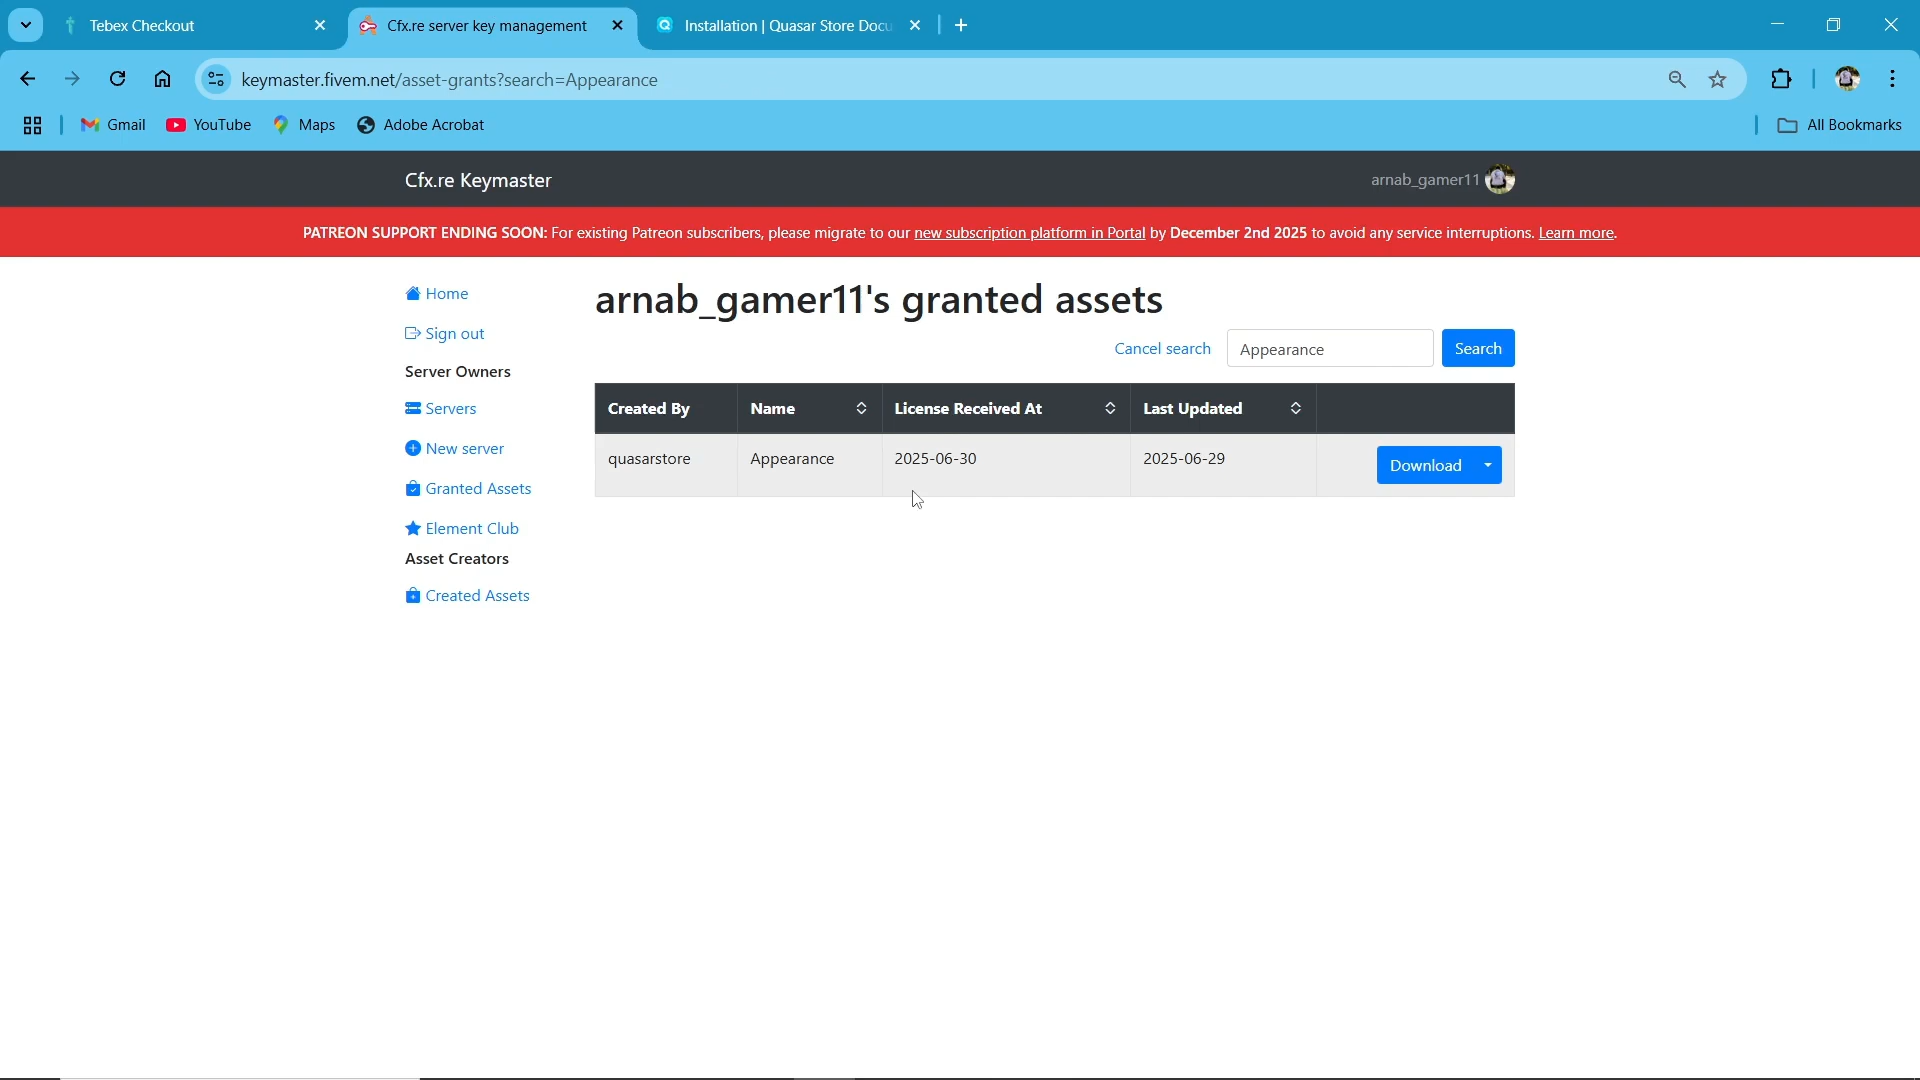 Tebex Checkout
Cfx.re server key management
Installation | Quasar Store Docu
keymaster.fivem.net/asset-grants?search=Appearance
Gmail
YouTube
Maps
Adobe Acrobat
All Bookmarks
Cfx.re Keymaster
arnab_gamer11
PATREON SUPPORT ENDING SOON: For existing Patreon subscribers, please migrate to our new subscription platform in Portal by December 2nd 2025 to avoid any service interruptions. Learn more.
Home
Sign out
Server Owners
Servers
New server
Granted Assets
Element Club
Asset Creators
Created Assets
arnab_gamer11's granted assets
Cancel search
Appearance
Search
Created By Name License Received At Last Updated
quasarstore Appearance 2025-06-30 2025-06-29 Download